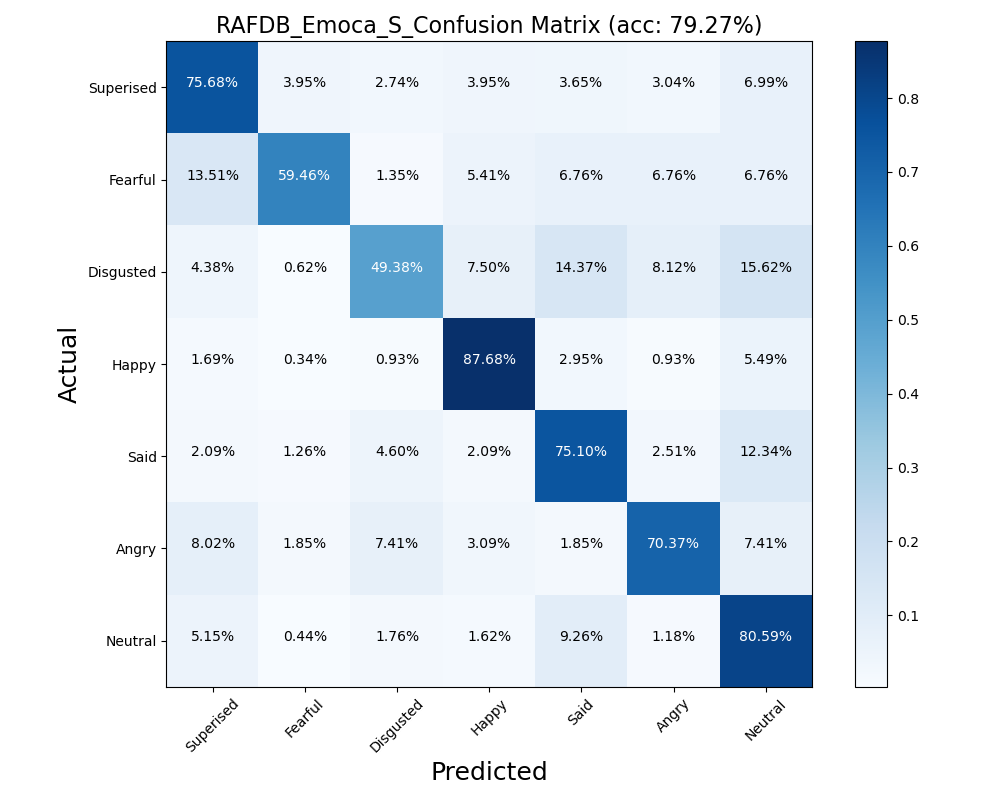 RAFDB_Emoca_S_Confusion Matrix (acc: 79.27%)
Superised 75.68% 3.95% 2.74% 3.95% 3.65% 3.04% 6.99%
Fearful 13.51% 59.46% 1.35% 5.41% 6.76% 6.76% 6.76%
Disgusted 4.38% 0.62% 49.38% 7.50% 14.37% 8.12% 15.62%
Happy 1.69% 0.34% 0.93% 87.68% 2.95% 0.93% 5.49%
Said 2.09% 1.26% 4.60% 2.09% 75.10% 2.51% 12.34%
Angry 8.02% 1.85% 7.41% 3.09% 1.85% 70.37% 7.41%
Neutral 5.15% 0.44% 1.76% 1.62% 9.26% 1.18% 80.59%
Superised Fearful Disgusted Happy Said Angry Neutral
Predicted
Actual
0.8
0.7
0.6
0.5
0.4
0.3
0.2
0.1